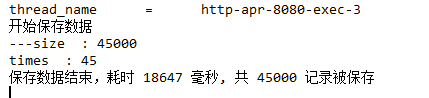 thread_name    =    http-apr-8080-exec-3
开始保存数据
---size  : 45000
times  : 45
保存数据结束，耗时 18647 毫秒, 共 45000 记录被保存